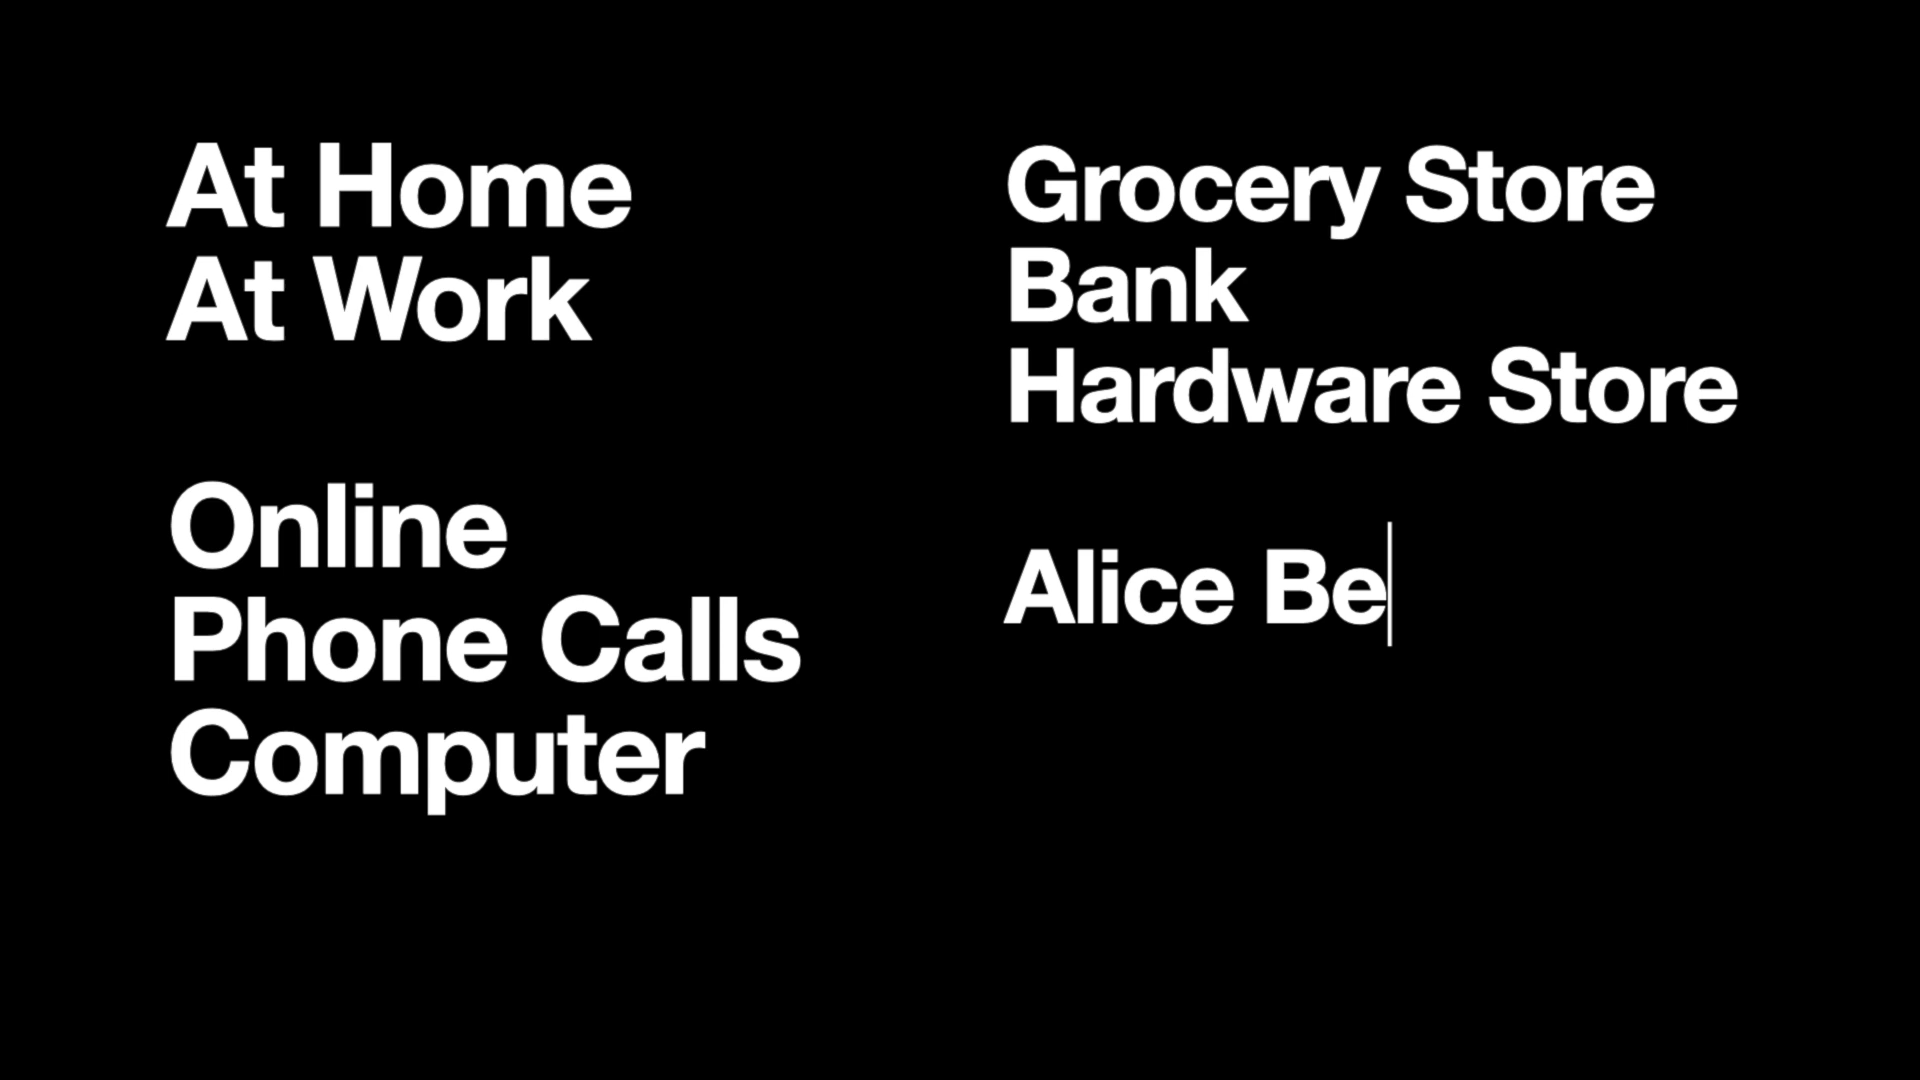 At Home
At Work
Online
Phone Calls
Computer
Grocery Store
Bank
Hardware Store
Alice Be